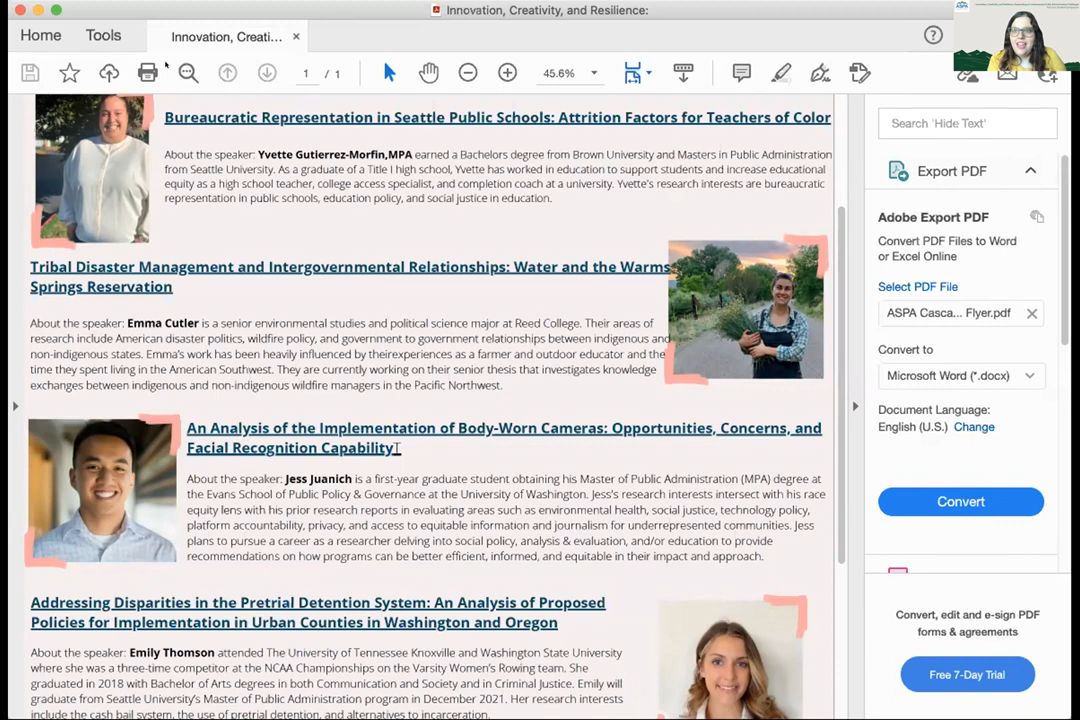 Innovation, Creativity, and Resilience:
Home
Tools
Innovation, Creati...
1 / 1
45.6%
ASPA
Bureaucratic Representation in Seattle Public Schools: Attrition Factors for Teachers of Color
About the speaker: Yvette Gutierrez-Morfin,MPA earned a Bachelors degree from Brown University and Masters in Public Administration
from Seattle University. As a graduate of a Title I high school, Yvette has worked in education to support students and increase educational
equity as a high school teacher, college access specialist, and completion coach at a university. Yvette's research interests are bureaucratic
representation in public schools, education policy, and social justice in education.
Tribal Disaster Management and Intergovernmental Relationships: Water and the Warms
Springs Reservation
About the speaker: Emma Cutler is a senior environmental studies and political science major at Reed College. Their areas of
research include American disaster politics, wildfire policy, and government to government relationships between indigenous and
non-indigenous states. Emma's work has been heavily influenced by theirexperiences as a farmer and outdoor educator and the
time they spent living in the American Southwest. They are currently working on their senior thesis that investigates knowledge
exchanges between indigenous and non-indigenous wildfire managers in the Pacific Northwest.
An Analysis of the Implementation of Body-Worn Cameras: Opportunities, Concerns, and
Facial Recognition Capability
About the speaker: Jess Juanich is a first-year graduate student obtaining his Master of Public Administration (MPA) degree at
the Evans School of Public Policy & Governance at the University of Washington. Jess's research interests intersect with his race
equity lens with his prior research reports in evaluating areas such as environmental health, social justice, technology policy,
platform accountability, privacy, and access to equitable information and journalism for underrepresented communities. Jess
plans to pursue a career as a researcher delving into social policy, analysis & evaluation, and/or education to provide
recommendations on how programs can be better efficient, informed, and equitable in their impact and approach.
Addressing Disparities in the Pretrial Detention System: An Analysis of Proposed
Policies for Implementation in Urban Counties in Washington and Oregon
About the speaker: Emily Thomson attended The University of Tennessee Knoxville and Washington State University
where she was a three-time competitor at the NCAA Championships on the Varsity Women's Rowing team. She
graduated in 2018 with Bachelor of Arts degrees in both Communication and Society and in Criminal Justice. Emily will
graduate from Seattle University's Master of Public Administration program in December 2021. Her research interests
include the cash bail system, the use of pretrial detention, and alternatives to incarceration.
Search 'Hide Text'
Export PDF
Adobe Export PDF
Convert PDF Files to Word
or Excel Online
Select PDF File
ASPA Casca... Flyer.pdf
Convert to
Microsoft Word (*.docx)
Document Language:
English (U.S.) Change
Convert
Convert, edit and e-sign PDF
forms & agreements
Free 7-Day Trial